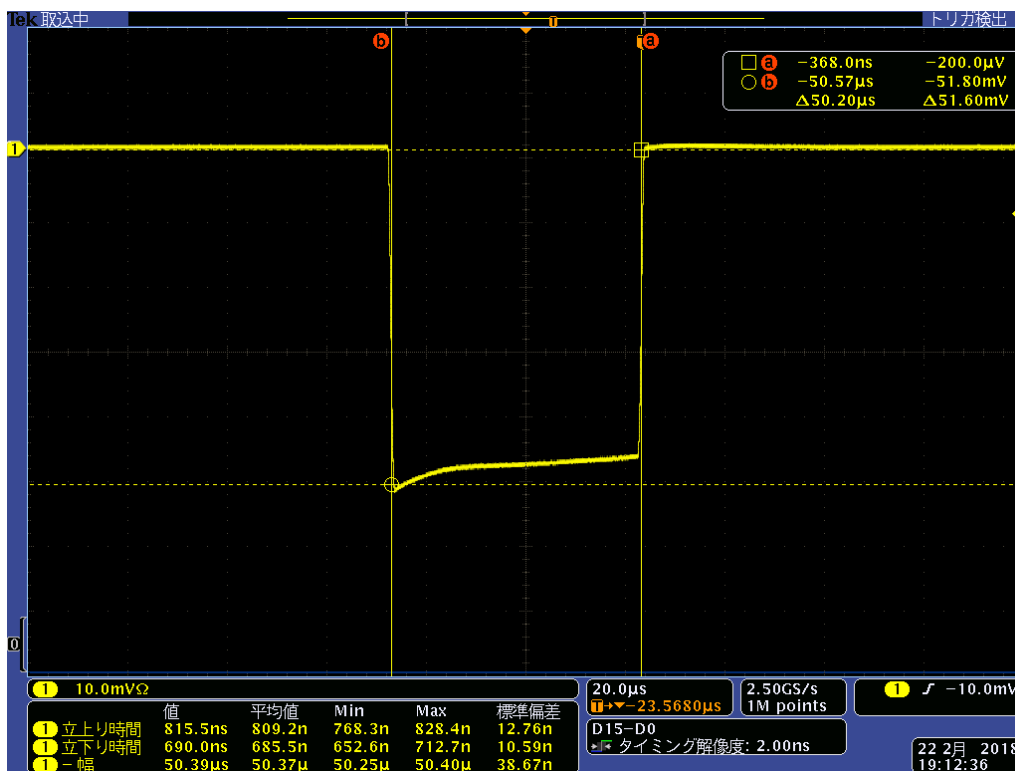 Tek 取込中 トリガ検出
b a
a −368.0ns −200.0μV
b −50.57μs −51.80mV
Δ50.20μs Δ51.60mV
1
0
1 10.0mVΩ
20.0μs
T→▼−23.5680μs
2.50GS/s
1M points
1 −10.0mV
値 平均値 Min Max 標準偏差
1 立上り時間 815.5ns 809.2n 768.3n 828.4n 12.76n
1 立下り時間 690.0ns 685.5n 652.6n 712.7n 10.59n
1 −幅 50.39μs 50.37μ 50.25μ 50.40μ 38.67n
D15-D0
タイミング解像度: 2.00ns
22 2月 2018
19:12:36